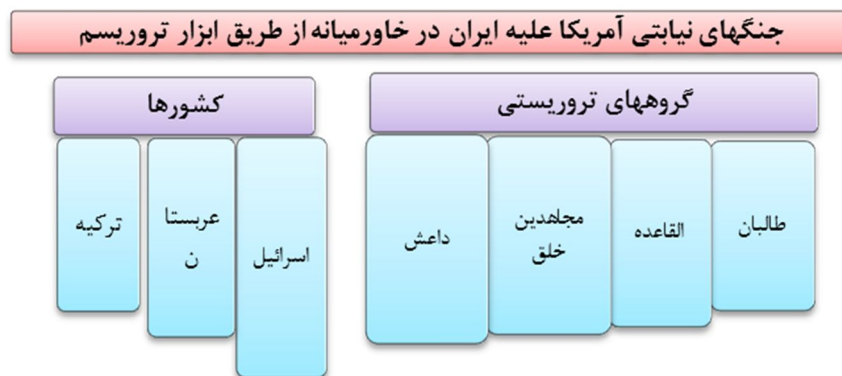 جنگهای نیابتی آمریکا علیه ایران در خاورمیانه از طریق ابزار تروریسم
گروههای تروریستی
طالبان
القاعده
مجاهدین
خلق
داعش
کشورها
اسرائیل
عربستا
ن
ترکیه